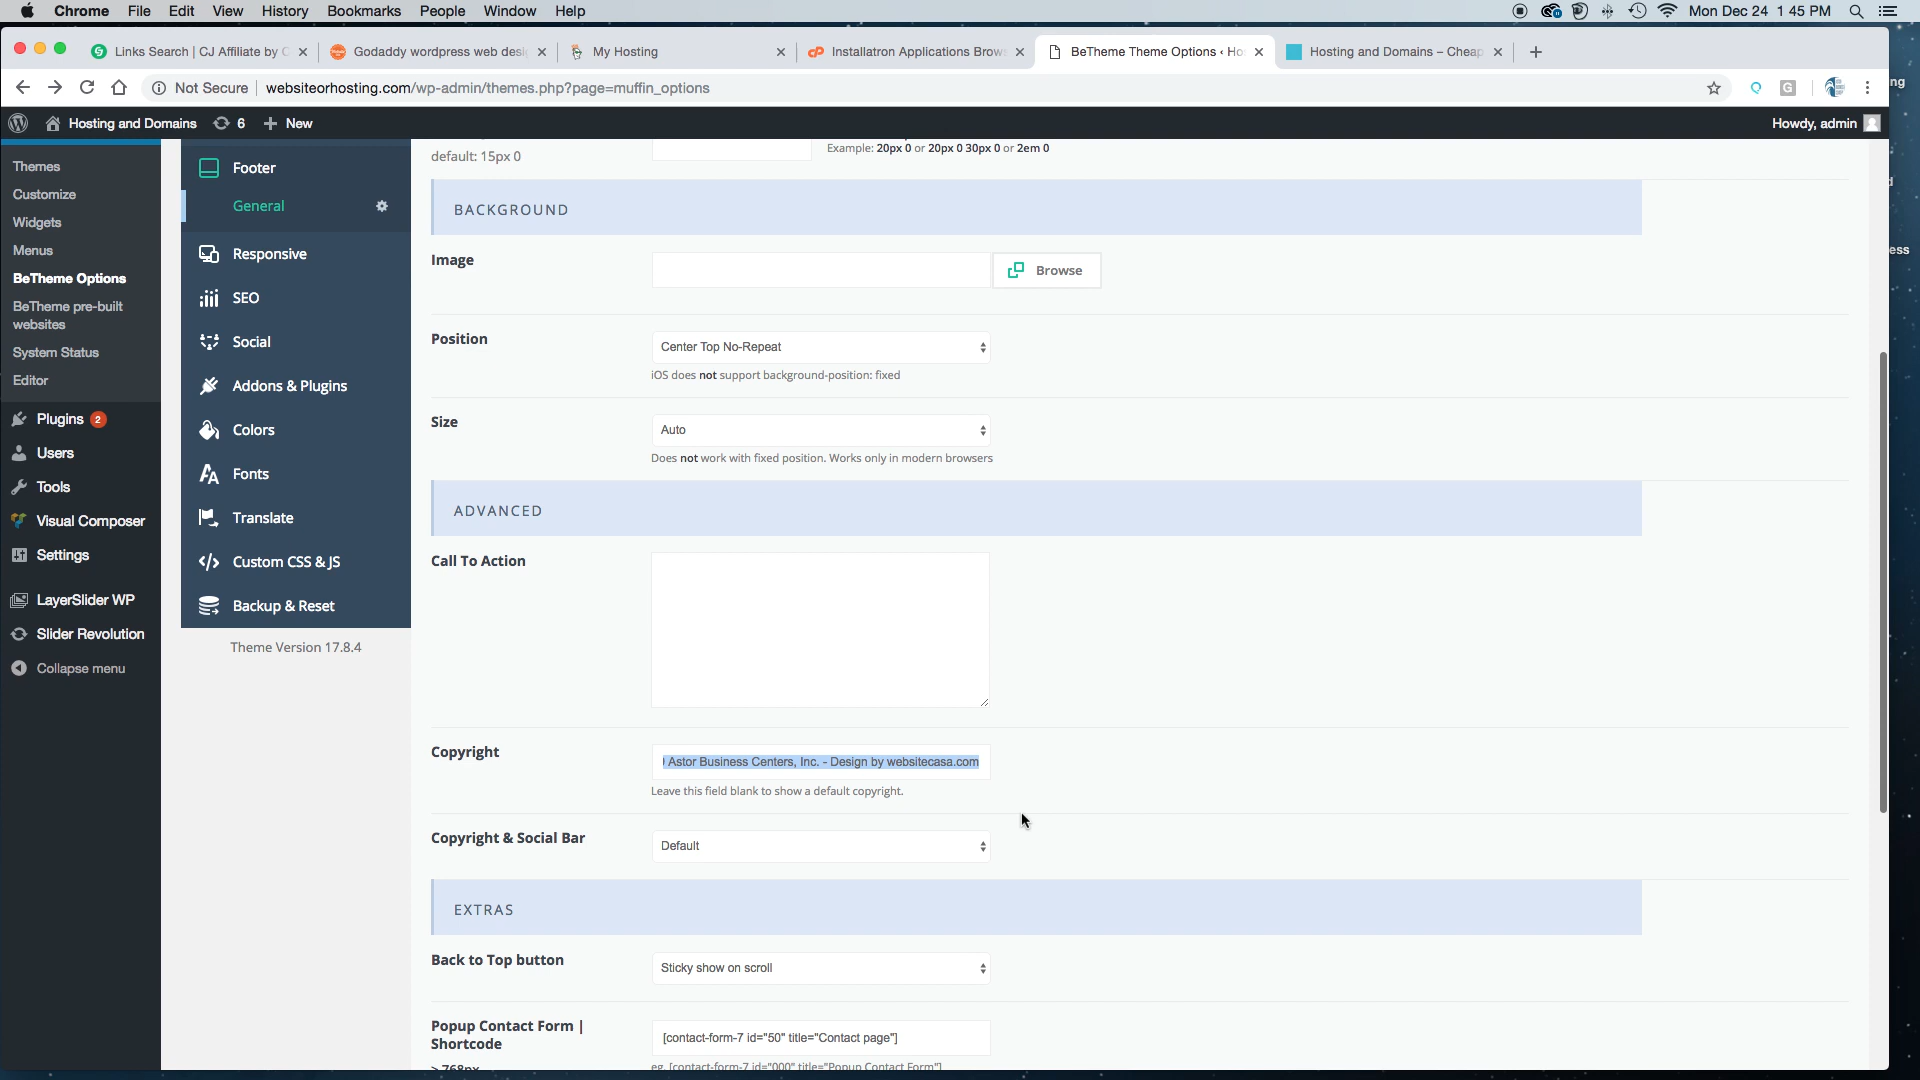 Chrome File Edit View History Bookmarks People Window Help
Mon Dec 24 1 45 PM
Links Search | CJ Affiliate by C
Godaddy wordpress web desi
My Hosting
Installatron Applications Brow
BeTheme Theme Options ‹ Ho
Hosting and Domains – Cheap
Not Secure websiteorhosting.com/wp-admin/themes.php?page=muffin_options
ng
Hosting and Domains 6 New
Howdy, admin
Themes
Customize
Widgets
Menus
BeTheme Options
BeTheme pre-built
websites
System Status
Editor
Plugins 2
Users
Tools
Visual Composer
Settings
LayerSlider WP
Slider Revolution
Collapse menu
Footer
General
Responsive
SEO
Social
Addons & Plugins
Colors
Fonts
Translate
Custom CSS & JS
Backup & Reset
Theme Version 17.8.4
default: 15px 0
Example: 20px 0 or 20px 0 30px 0 or 2em 0
BACKGROUND
Image
Browse
Position
Center Top No-Repeat
iOS does not support background-position: fixed
Size
Auto
Does not work with fixed position. Works only in modern browsers
ADVANCED
Call To Action
Copyright
Astor Business Centers, Inc. - Design by websitecasa.com
Leave this field blank to show a default copyright.
Copyright & Social Bar
Default
EXTRAS
Back to Top button
Sticky show on scroll
Popup Contact Form |
Shortcode
> 768px
[contact-form-7 id="50" title="Contact page"]
eg. [contact-form-7 id="000" title="Popup Contact Form"]
ess